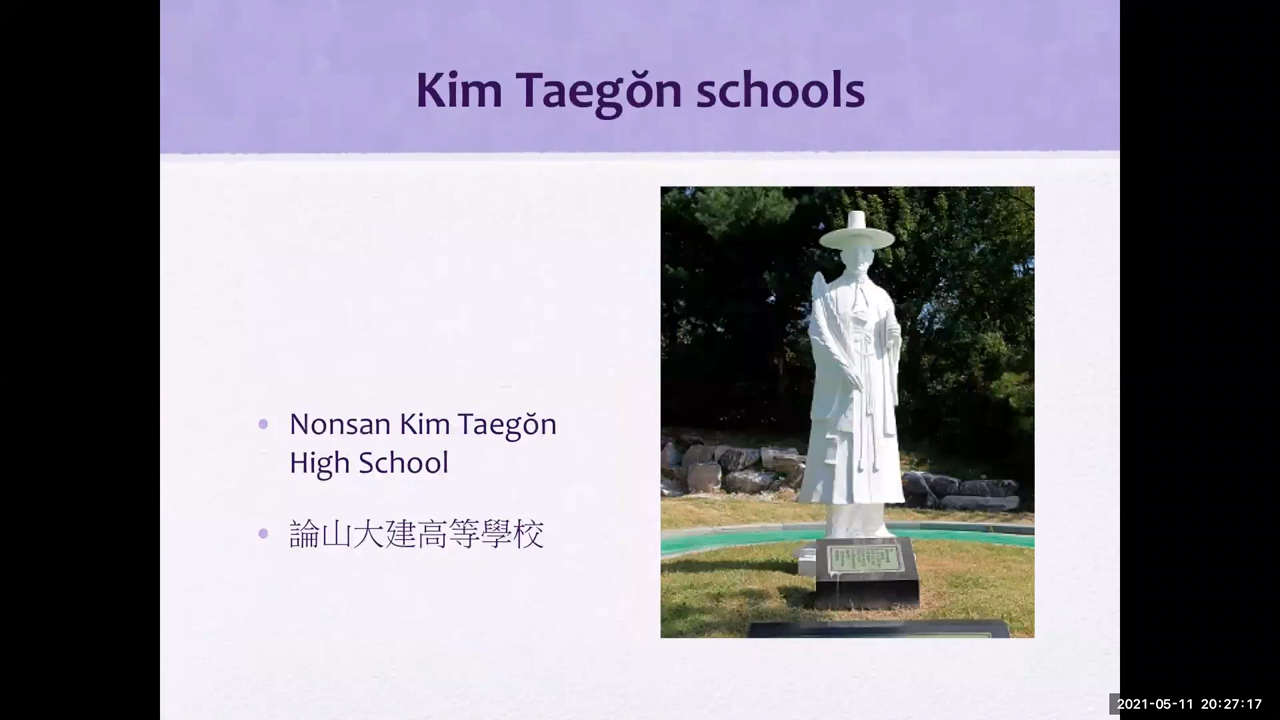 Kim Taegŏn schools
Nonsan Kim Taegŏn
High School
論山大建高等學校
2021-05-11 20:27:17